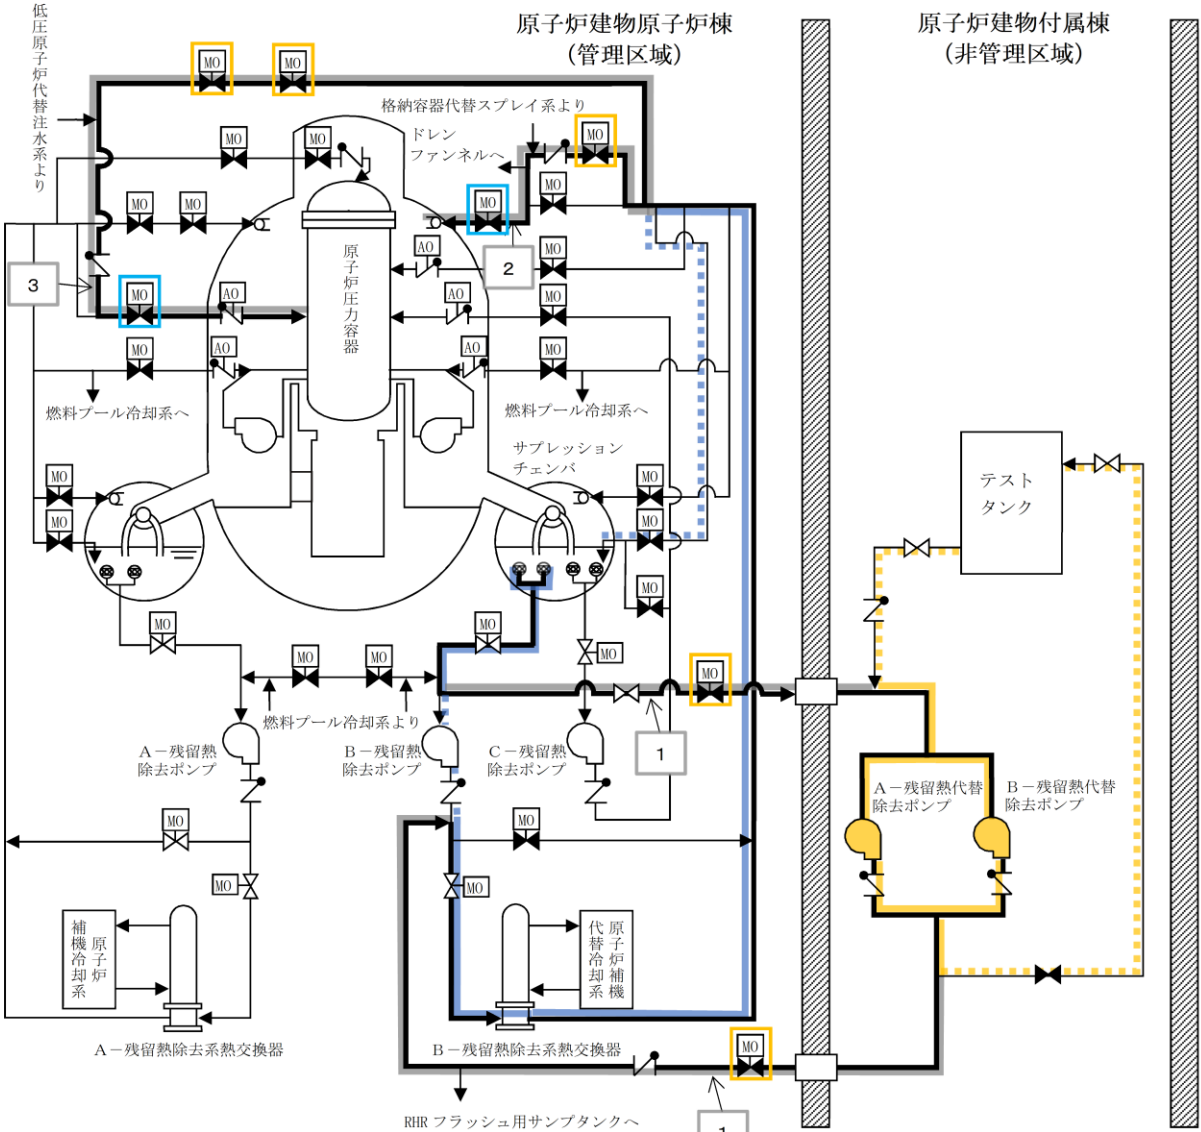 低圧原子炉代替注水系より
原子炉建物原子炉棟
(管理区域)
原子炉建物付属棟
(非管理区域)
MO
MO
格納容器代替スプレイ系より
ドレン
ファンネルへ
MO
MO
MO
MO
MO
MO
MO
2
AO
MO
3
MO
AO
原子炉圧力容器
AO
MO
MO
AO
AO
MO
燃料プール冷却系へ
燃料プール冷却系へ
サプレッション
チェンバ
MO
MO
MO
MO
MO
テスト
タンク
MO
MO
MO
MO
MO
MO
燃料プール冷却系より
1
A－残留熱
除去ポンプ
B－残留熱
除去ポンプ
C－残留熱
除去ポンプ
A－残留熱代替
除去ポンプ
B－残留熱代替
除去ポンプ
MO
MO
MO
MO
原子炉
補機冷却系
原子炉補機
代替冷却系
A－残留熱除去系熱交換器
B－残留熱除去系熱交換器
MO
RHR フラッシュ用サンプタンクへ
1